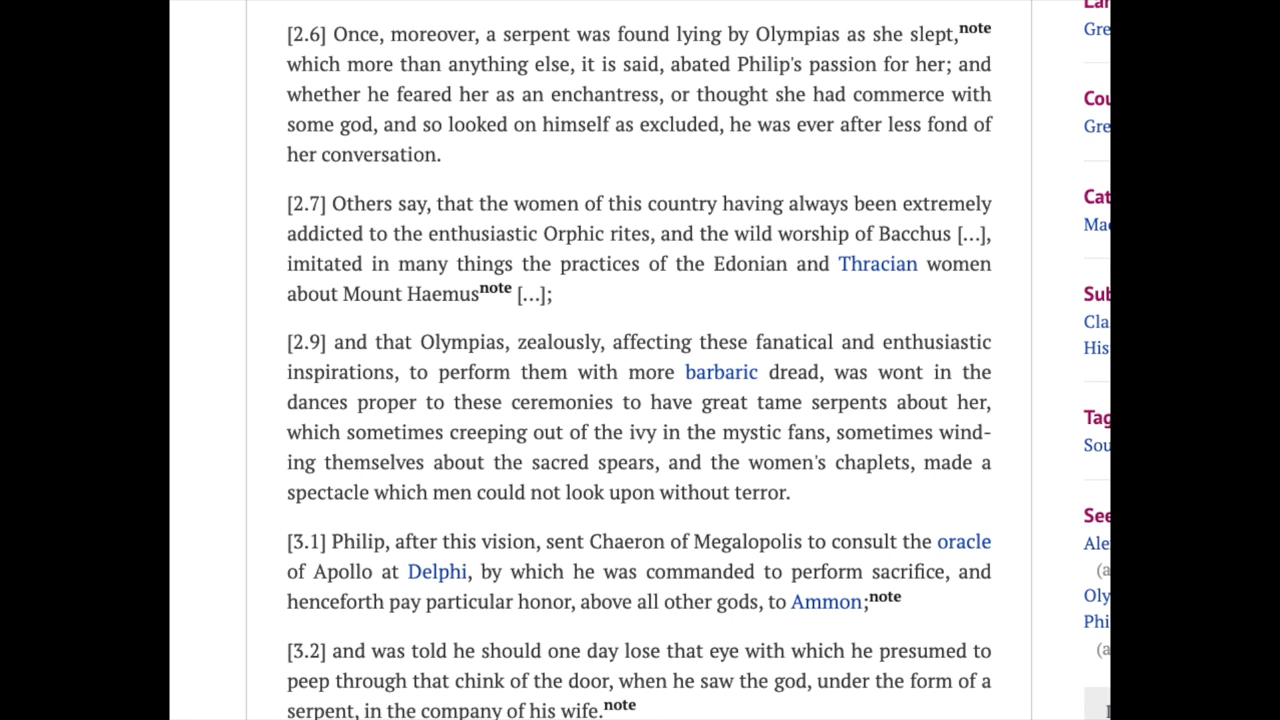 [2.6] Once, moreover, a serpent was found lying by Olympias as she slept,note
which more than anything else, it is said, abated Philip's passion for her; and
whether he feared her as an enchantress, or thought she had commerce with
some god, and so looked on himself as excluded, he was ever after less fond of
her conversation.
[2.7] Others say, that the women of this country having always been extremely
addicted to the enthusiastic Orphic rites, and the wild worship of Bacchus [...],
imitated in many things the practices of the Edonian and Thracian women
about Mount Haemusnote [...];
[2.9] and that Olympias, zealously, affecting these fanatical and enthusiastic
inspirations, to perform them with more barbaric dread, was wont in the
dances proper to these ceremonies to have great tame serpents about her,
which sometimes creeping out of the ivy in the mystic fans, sometimes wind-
ing themselves about the sacred spears, and the women's chaplets, made a
spectacle which men could not look upon without terror.
[3.1] Philip, after this vision, sent Chaeron of Megalopolis to consult the oracle
of Apollo at Delphi, by which he was commanded to perform sacrifice, and
henceforth pay particular honor, above all other gods, to Ammon;note
[3.2] and was told he should one day lose that eye with which he presumed to
peep through that chink of the door, when he saw the god, under the form of a
serpent, in the company of his wife.note
Gre
Cou
Gre
Cat
Mac
Sub
Cla
His
Tag
Sou
See
Ale
(a
Oly
Phi
(a